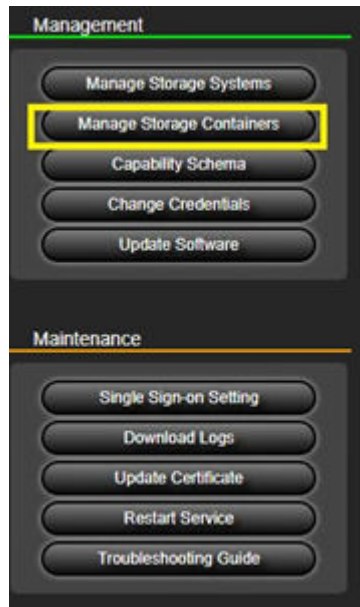 Management
Manage Storage Systems
Manage Storage Containers
Capability Schema
Change Credentials
Update Software
Maintenance
Single Sign-on Setting
Download Logs
Update Certificate
Restart Service
Troubleshooting Guide